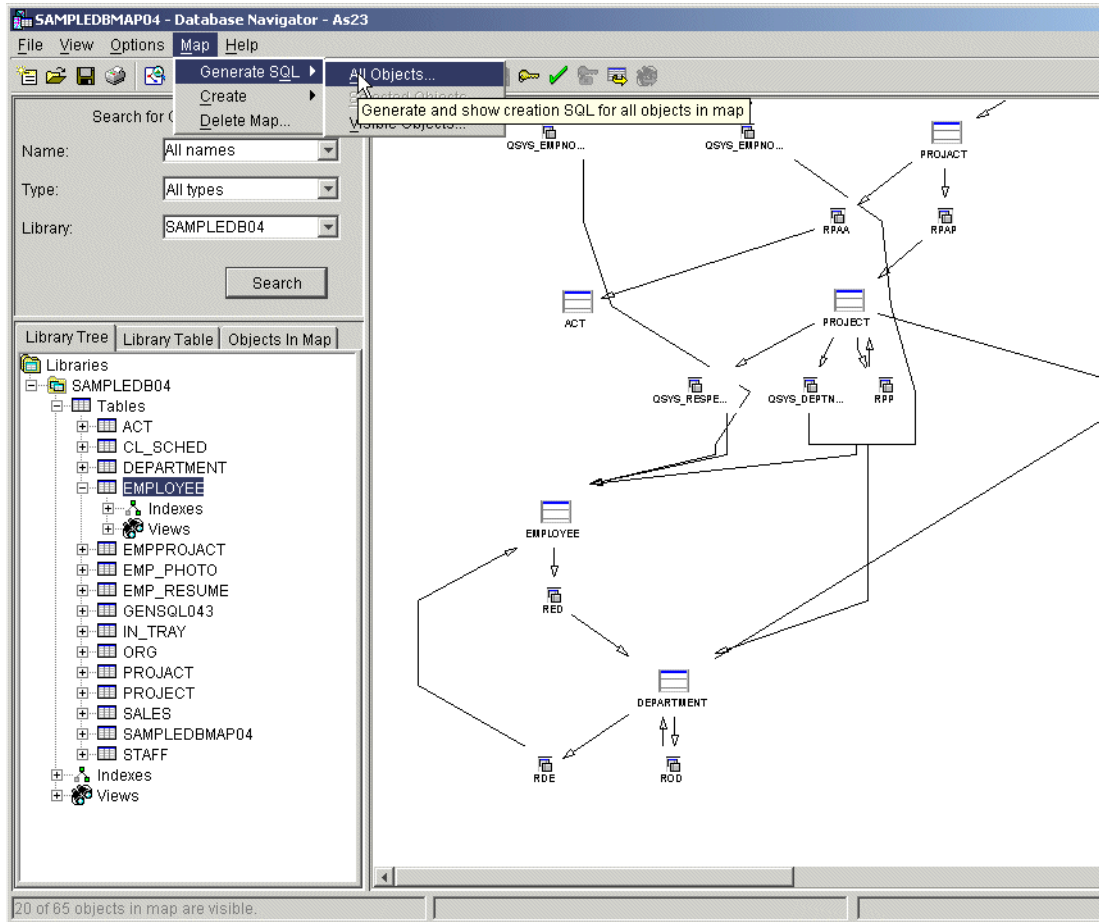 SAMPLEDBMAP04 - Database Navigator - As23
File View Options Map Help
Generate SQL
Create
Delete Map...
All Objects...
Selected Objects...
Visible Objects...
Generate and show creation SQL for all objects in map
Search for
Name: All names
Type: All types
Library: SAMPLEDB04
Search
Library Tree Library Table Objects In Map
Libraries
SAMPLEDB04
Tables
ACT
CL_SCHED
DEPARTMENT
EMPLOYEE
Indexes
Views
EMPPROJACT
EMP_PHOTO
EMP_RESUME
GENSQL043
IN_TRAY
ORG
PROJACT
PROJECT
SALES
SAMPLEDBMAP04
STAFF
Indexes
Views
QSYS_EMPNO...
QSYS_EMPNO...
PROJACT
RPAA
RPAP
ACT
PROJECT
QSYS_RESPE...
QSYS_DEPTN...
RPP
EMPLOYEE
RED
DEPARTMENT
RDE
ROD
20 of 65 objects in map are visible.